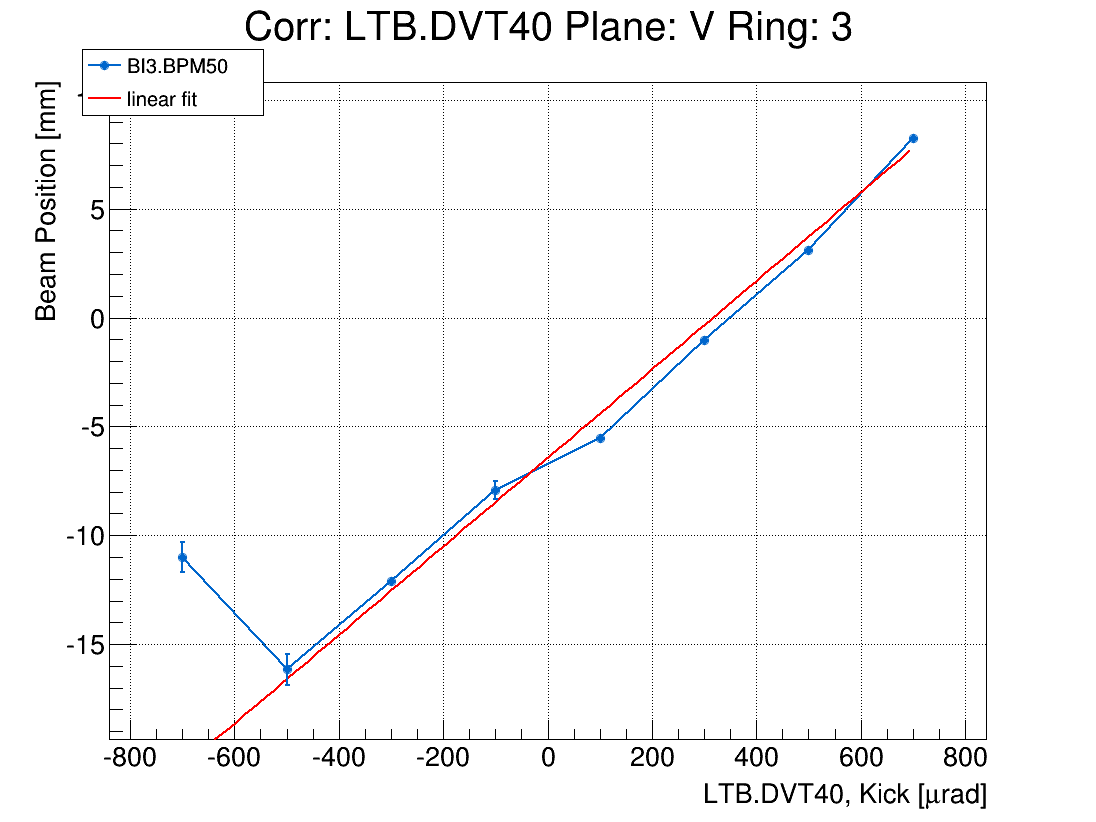 Corr: LTB.DVT40 Plane: V Ring: 3
BI3.BPM50
linear fit
Beam Position [mm]
5
0
-5
-10
-15
-800 -600 -400 -200 0 200 400 600 800
LTB.DVT40, Kick [μrad]